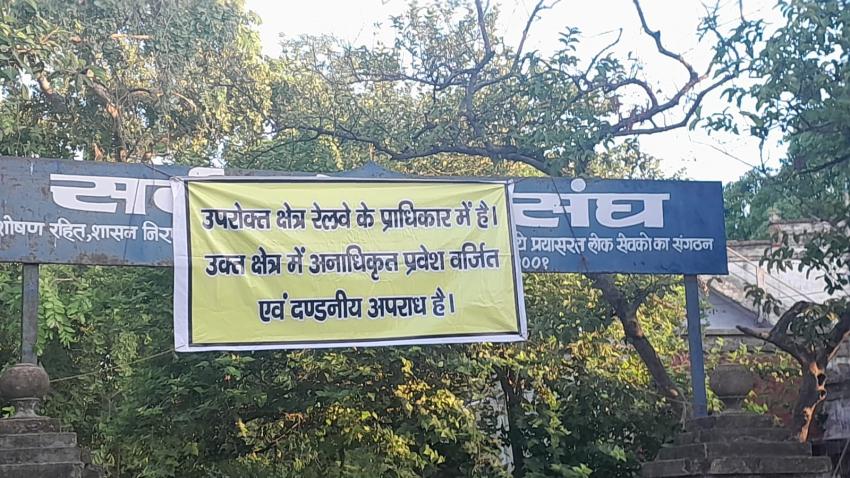 संघ
शोषण रहित, शासन
प्रयासरत लोक सेवको का संगठन
उपरोक्त क्षेत्र रेलवे के प्राधिकार में है।
उक्त क्षेत्र में अनाधिकृत प्रवेश वर्जित
एवं दण्डनीय अपराध है।